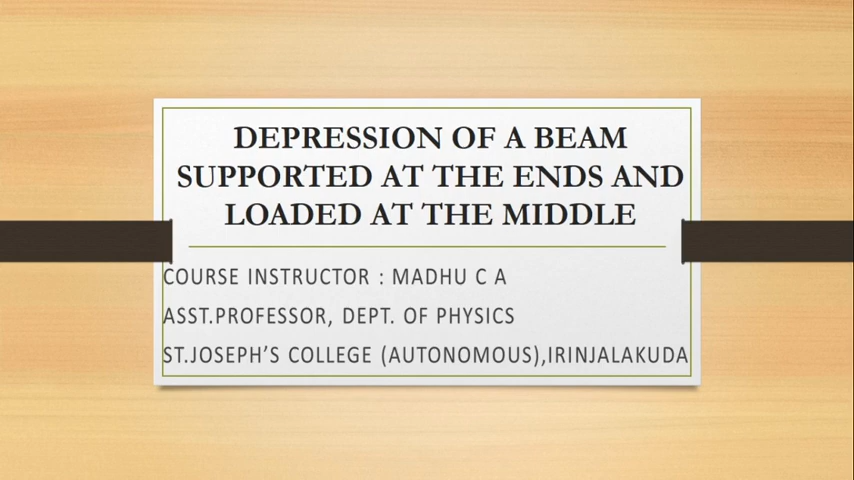 DEPRESSION OF A BEAM
SUPPORTED AT THE ENDS AND
LOADED AT THE MIDDLE
COURSE INSTRUCTOR : MADHU C A
ASST.PROFESSOR, DEPT. OF PHYSICS
ST.JOSEPH’S COLLEGE (AUTONOMOUS),IRINJALAKUDA